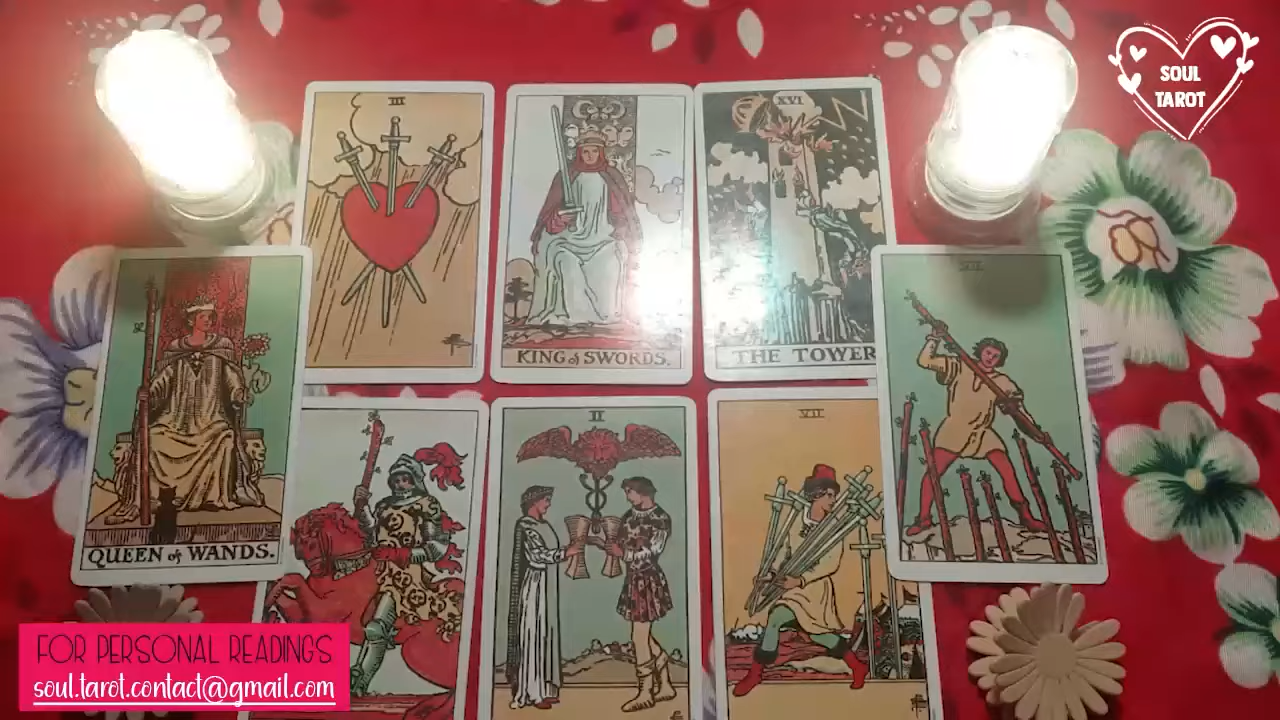 III
XVI
SOUL
TAROT
KING of SWORDS.
THE TOWER
VII
QUEEN of WANDS.
II
VII
FOR PERSONAL READINGS
soul.tarot.contact@gmail.com